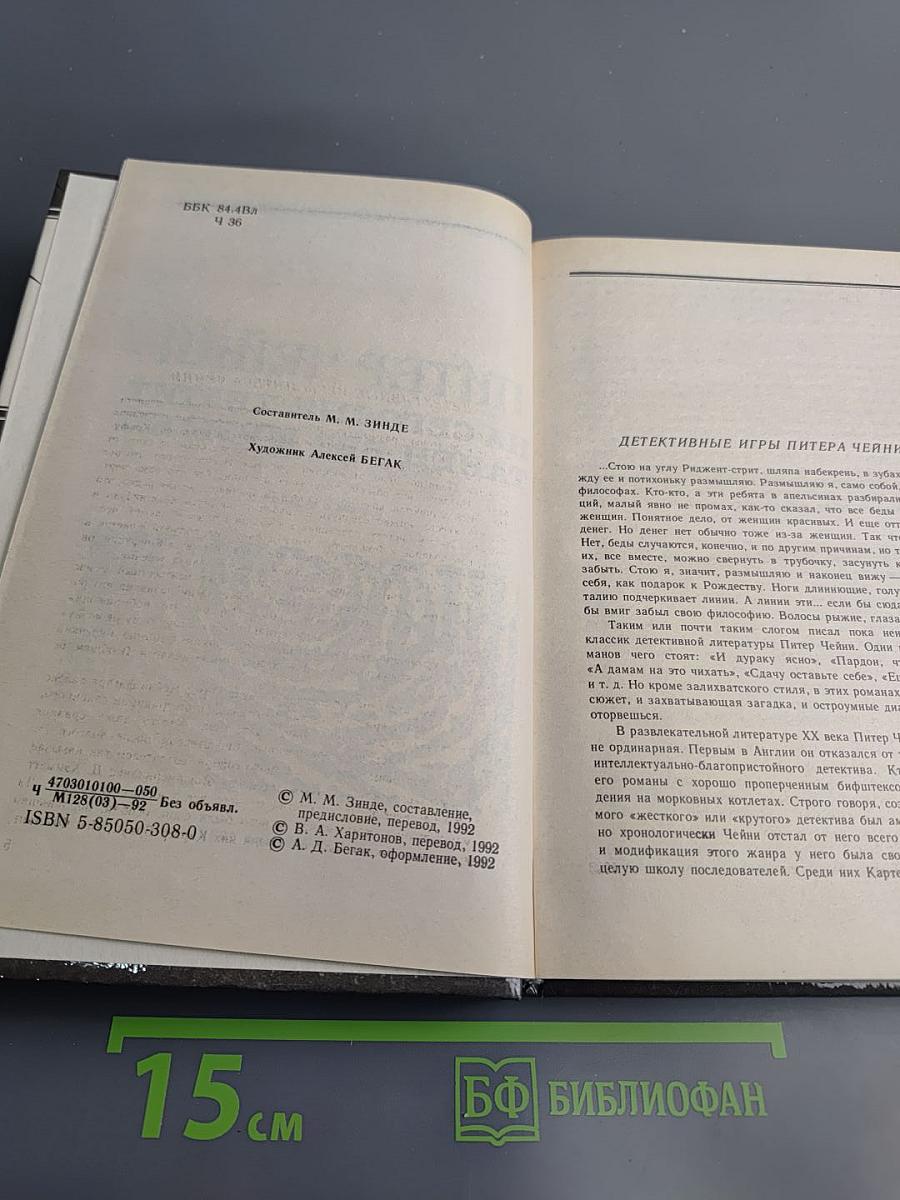 ББК 84.4Вл
Ч 36
Составитель М. М. ЗИНДЕ
Художник Алексей БЕГАК
Ч 4703010100—050
М128(03)—92 Без объявл.
ISBN 5-85050-308-0
© М. М. Зинде, составление,
предисловие, перевод, 1992
© В. А. Харитонов, перевод, 1992
© А. Д. Бегак, оформление, 1992
ДЕТЕКТИВНЫЕ ИГРЫ ПИТЕРА ЧЕЙНИ
...Стою на углу Риджент-стрит, шляпа набекрень, в зубах
жду ее и потихоньку размышляю. Размышляю я, само собой,
философах. Кто-кто, а эти ребята в апельсинах разбирали
ций, малый явно не промах, как-то сказал, что все беды
женщин. Понятное дело, от женщин красивых. И еще отт
денег. Но денег нет обычно тоже из-за женщин. Так что
Нет, беды случаются, конечно, и по другим причинам, но т
их, все вместе, можно свернуть в трубочку, засунуть к
забыть. Стою я, значит, размышляю и наконец вижу —
себя, как подарок к Рождеству. Ноги длиннющие, голу
талию подчеркивает линии. А линии эти... если бы сюда
бы вмиг забыл свою философию. Волосы рыжие, глаза
Таким или почти таким слогом писал пока неи
классик детективной литературы Питер Чейни. Одни
манов чего стоят: «И дураку ясно», «Пардон, ч
«А дамам на это чихать», «Сдачу оставьте себе», «Ещ
и т. д. Но кроме залихватского стиля, в этих романах
сюжет, и захватывающая загадка, и остроумные диа
оторвешься.
В развлекательной литературе XX века Питер Ч
не ординарная. Первым в Англии он отказался от
интеллектуально-благопристойного детектива. К
его романы с хорошо проперченным бифштексо
дения на морковных котлетах. Строго говоря, со
мого «жесткого» или «крутого» детектива был ам
но хронологически Чейни отстал от него всего
и модификация этого жанра у него была сво
целую школу последователей. Среди них Карте
15 см
БФ БИБЛИОФАН